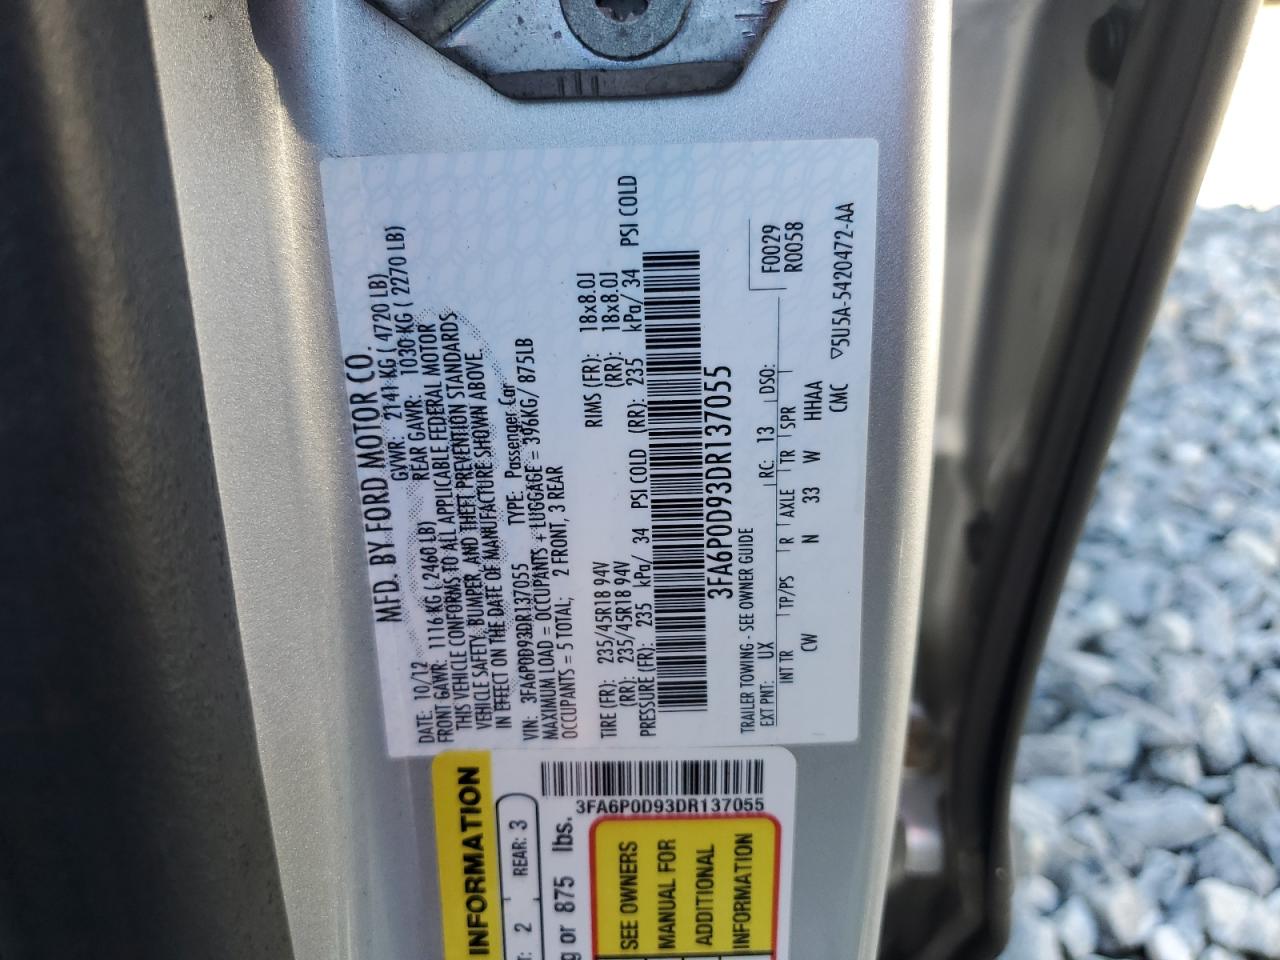 MFD. BY FORD MOTOR CO.
DATE: 10/12 GVWR: 2141 KG ( 4720 LB)
FRONT GAWR: 1116 KG ( 2460 LB) REAR GAWR: 1030 KG ( 2270 LB)
THIS VEHICLE CONFORMS TO ALL APPLICABLE FEDERAL MOTOR
VEHICLE SAFETY, BUMPER, AND THEFT PREVENTION STANDARDS
IN EFFECT ON THE DATE OF MANUFACTURE SHOWN ABOVE.
VIN: 3FA6P0D93DR137055 TYPE: Passenger Car
MAXIMUM LOAD = OCCUPANTS + LUGGAGE = 396KG/ 875LB
OCCUPANTS = 5 TOTAL; 2 FRONT, 3 REAR
TIRE (FR): 235/45R18 94V RIMS (FR): 18x8.0J
(RR): 235/45R18 94V (RR): 18x8.0J
PRESSURE (FR): 235 kPa/ 34 PSI COLD (RR): 235 kPa/ 34 PSI COLD
3FA6P0D93DR137055
TRAILER TOWING - SEE OWNER GUIDE
F0029
R0058
EXT PNT: UX RC: 13 DSO:
INT TR TP/PS R AXLE TR SPR
CW N 33 W HHAA
CMC ▽5U5A-5420472-AA
INFORMATION
2 REAR: 3
g or 875 lbs.
3FA6P0D93DR137055
SEE OWNERS
MANUAL FOR
ADDITIONAL
INFORMATION